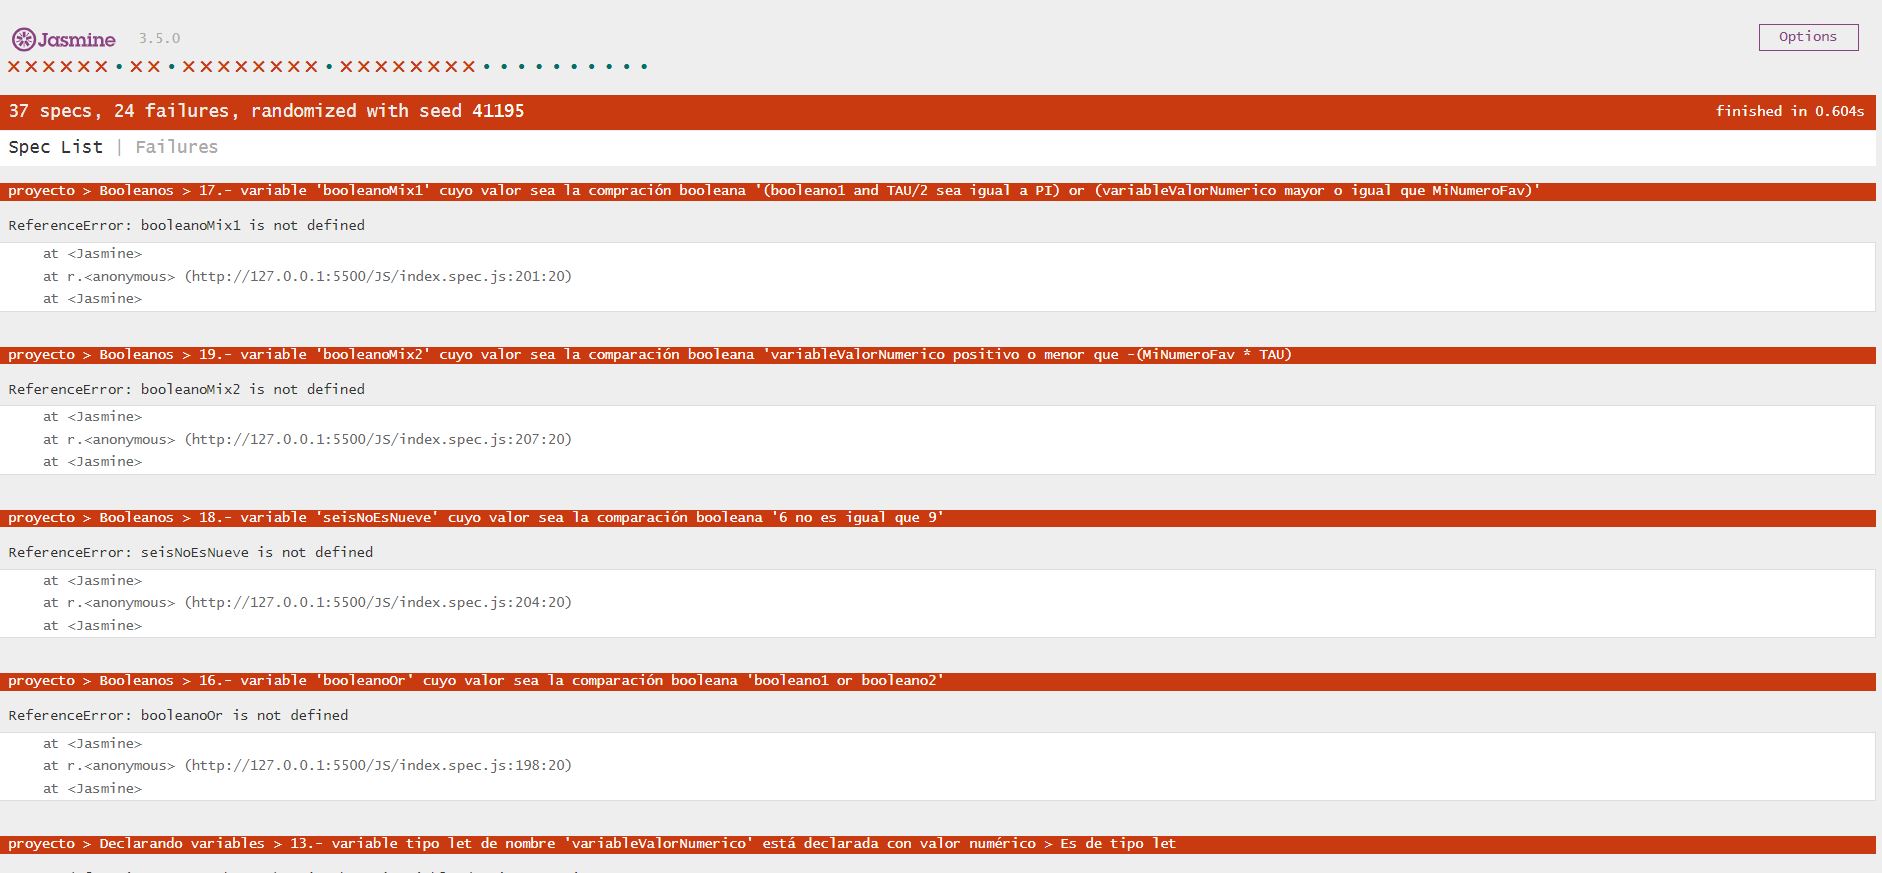 Jasmine 3.5.0 Options
××××××•××•××××××××•××××××××••••••••••
37 specs, 24 failures, randomized with seed 41195 finished in 0.604s
Spec List | Failures
proyecto > Booleanos > 17.- variable 'booleanoMix1' cuyo valor sea la compración booleana '(booleano1 and TAU/2 sea igual a PI) or (variableValorNumerico mayor o igual que MiNumeroFav)'
ReferenceError: booleanoMix1 is not defined
at <Jasmine>
at r.<anonymous> (http://127.0.0.1:5500/JS/index.spec.js:201:20)
at <Jasmine>
proyecto > Booleanos > 19.- variable 'booleanoMix2' cuyo valor sea la comparación booleana 'variableValorNumerico positivo o menor que -(MiNumeroFav * TAU)
ReferenceError: booleanoMix2 is not defined
at <Jasmine>
at r.<anonymous> (http://127.0.0.1:5500/JS/index.spec.js:207:20)
at <Jasmine>
proyecto > Booleanos > 18.- variable 'seisNoEsNueve' cuyo valor sea la comparación booleana '6 no es igual que 9'
ReferenceError: seisNoEsNueve is not defined
at <Jasmine>
at r.<anonymous> (http://127.0.0.1:5500/JS/index.spec.js:204:20)
at <Jasmine>
proyecto > Booleanos > 16.- variable 'booleanoOr' cuyo valor sea la comparación booleana 'booleano1 or booleano2'
ReferenceError: booleanoOr is not defined
at <Jasmine>
at r.<anonymous> (http://127.0.0.1:5500/JS/index.spec.js:198:20)
at <Jasmine>
proyecto > Declarando variables > 13.- variable tipo let de nombre 'variableValorNumerico' está declarada con valor numérico > Es de tipo let